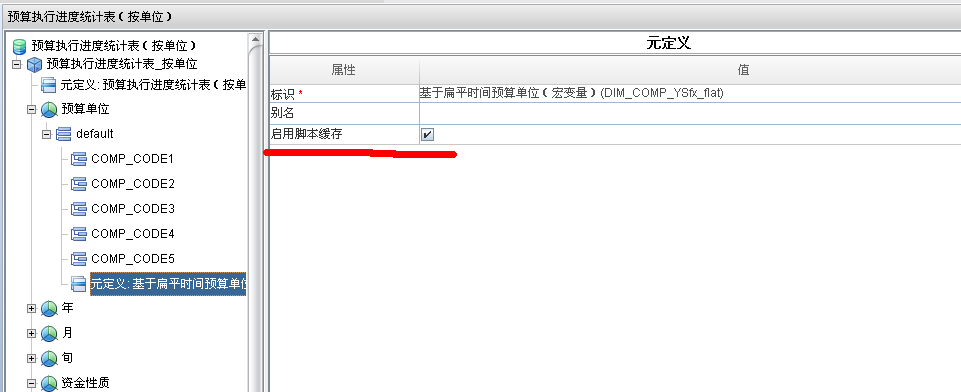 预算执行进度统计表（按单位）
预算执行进度统计表（按单位）
预算执行进度统计表_按单位
元定义: 预算执行进度统计表（按单
预算单位
default
COMP_CODE1
COMP_CODE2
COMP_CODE3
COMP_CODE4
COMP_CODE5
元定义: 基于扁平时间预算单位
年
月
旬
资金性质
元定义
属性 值
标识 * 基于扁平时间预算单位（宏变量）(DIM_COMP_YSfx_flat)
别名
启用脚本缓存